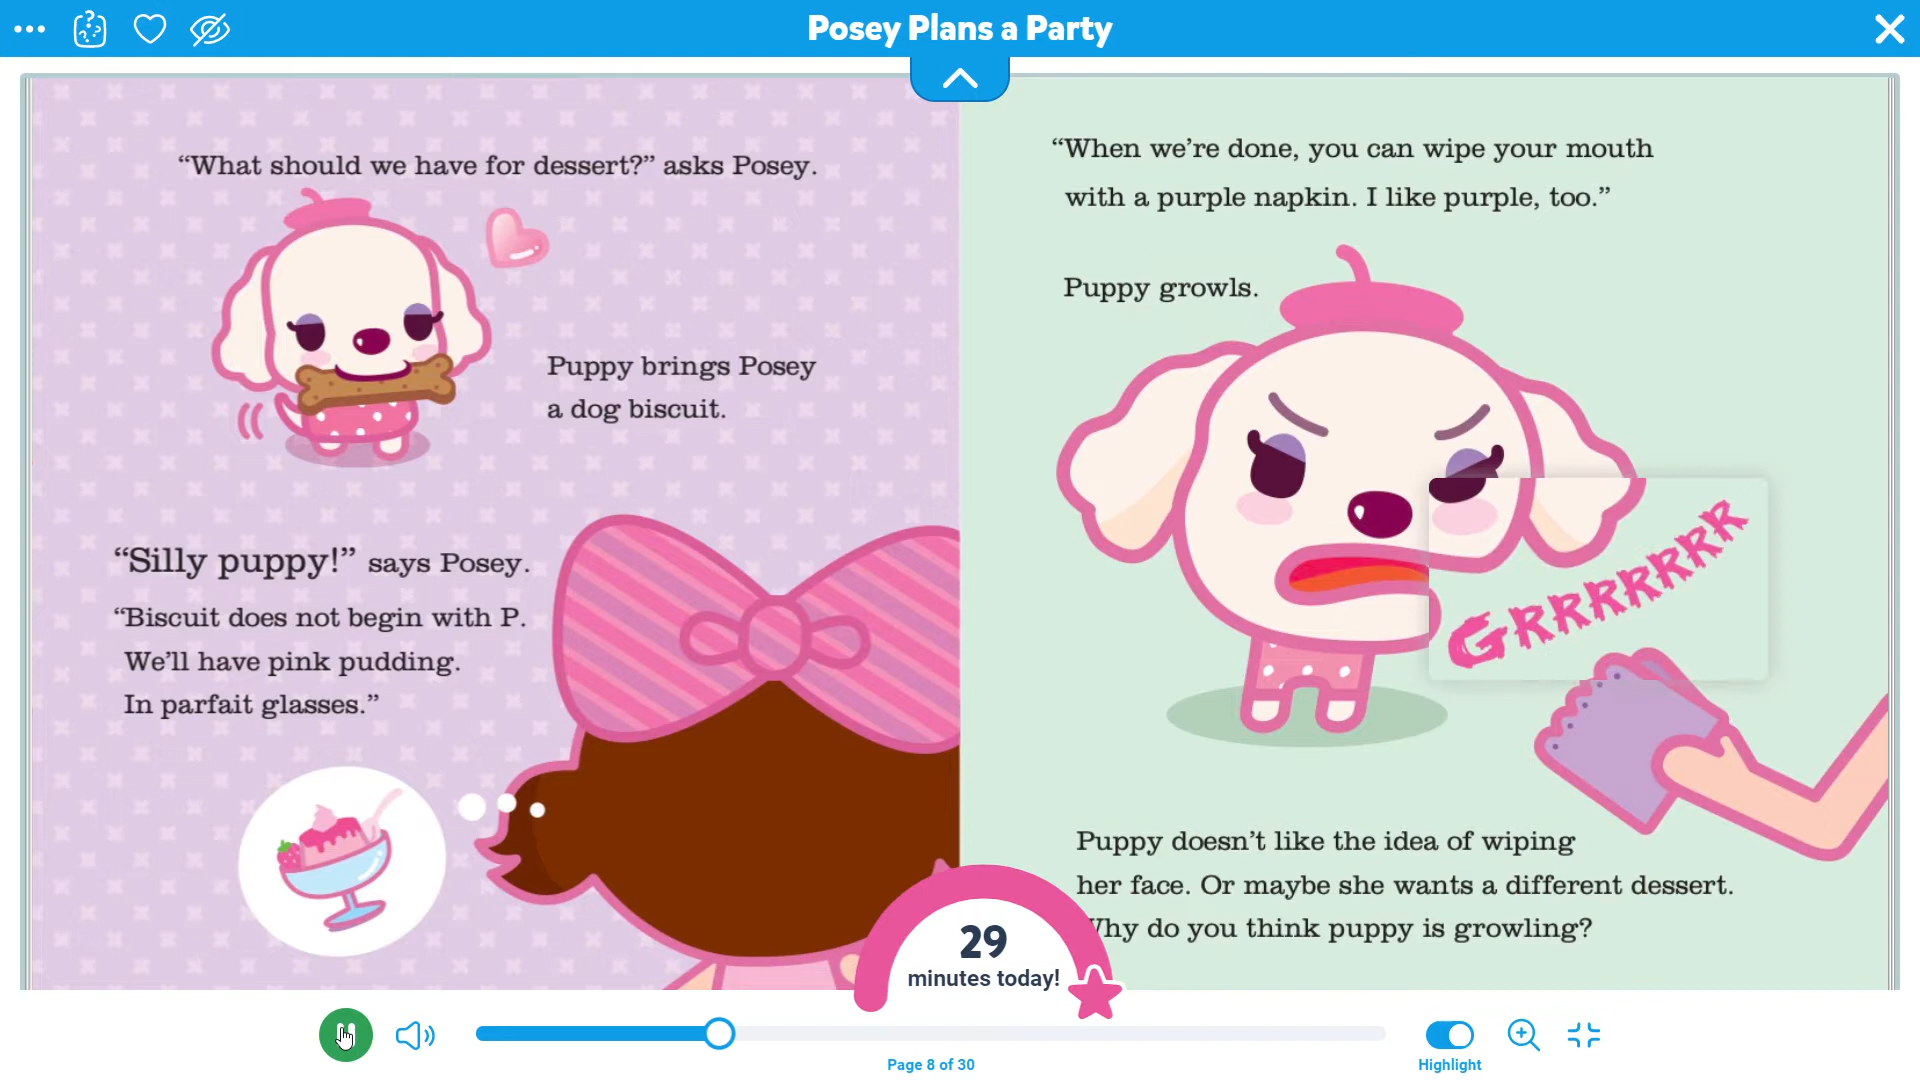 Posey Plans a Party
“What should we have for dessert?” asks Posey.
Puppy brings Posey
a dog biscuit.
“Silly puppy!” says Posey.
“Biscuit does not begin with P.
We’ll have pink pudding.
In parfait glasses.”
“When we’re done, you can wipe your mouth
with a purple napkin. I like purple, too.”
Puppy growls.
GRRRRRRR
Puppy doesn’t like the idea of wiping
her face. Or maybe she wants a different dessert.
Why do you think puppy is growling?
29
minutes today!
Page 8 of 30
Highlight